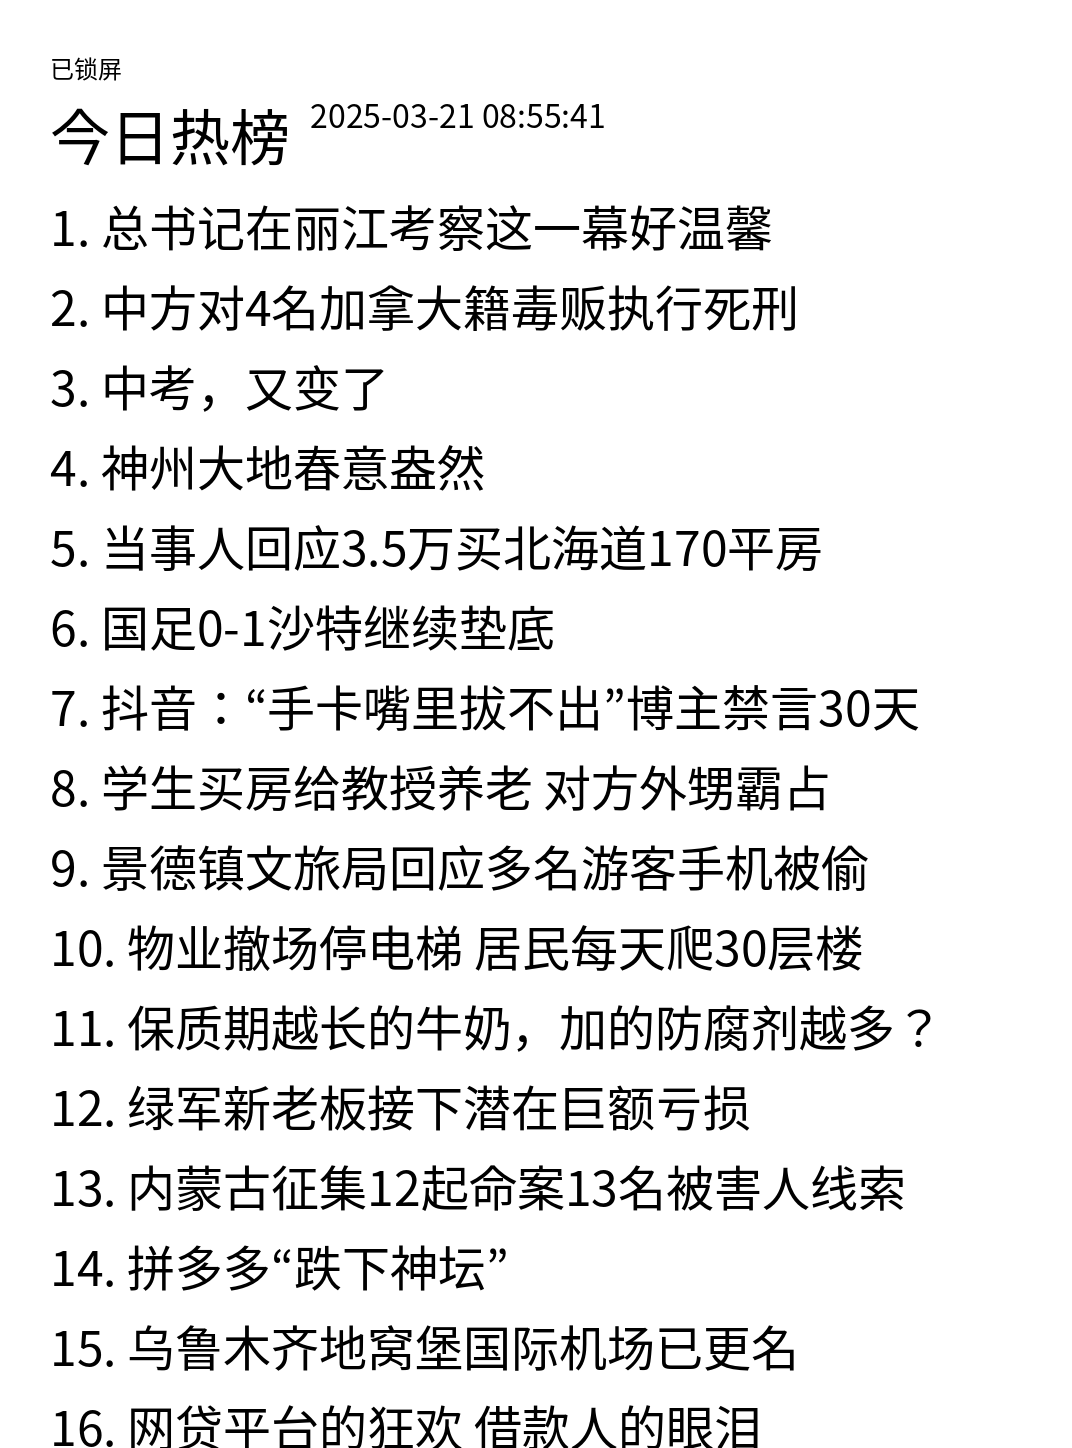 已锁屏
今日热榜 2025-03-21 08:55:41
1. 总书记在丽江考察这一幕好温馨
2. 中方对4名加拿大籍毒贩执行死刑
3. 中考，又变了
4. 神州大地春意盎然
5. 当事人回应3.5万买北海道170平房
6. 国足0-1沙特继续垫底
7. 抖音：“手卡嘴里拔不出”博主禁言30天
8. 学生买房给教授养老 对方外甥霸占
9. 景德镇文旅局回应多名游客手机被偷
10. 物业撤场停电梯 居民每天爬30层楼
11. 保质期越长的牛奶，加的防腐剂越多？
12. 绿军新老板接下潜在巨额亏损
13. 内蒙古征集12起命案13名被害人线索
14. 拼多多“跌下神坛”
15. 乌鲁木齐地窝堡国际机场已更名
16. 网贷平台的狂欢 借款人的眼泪